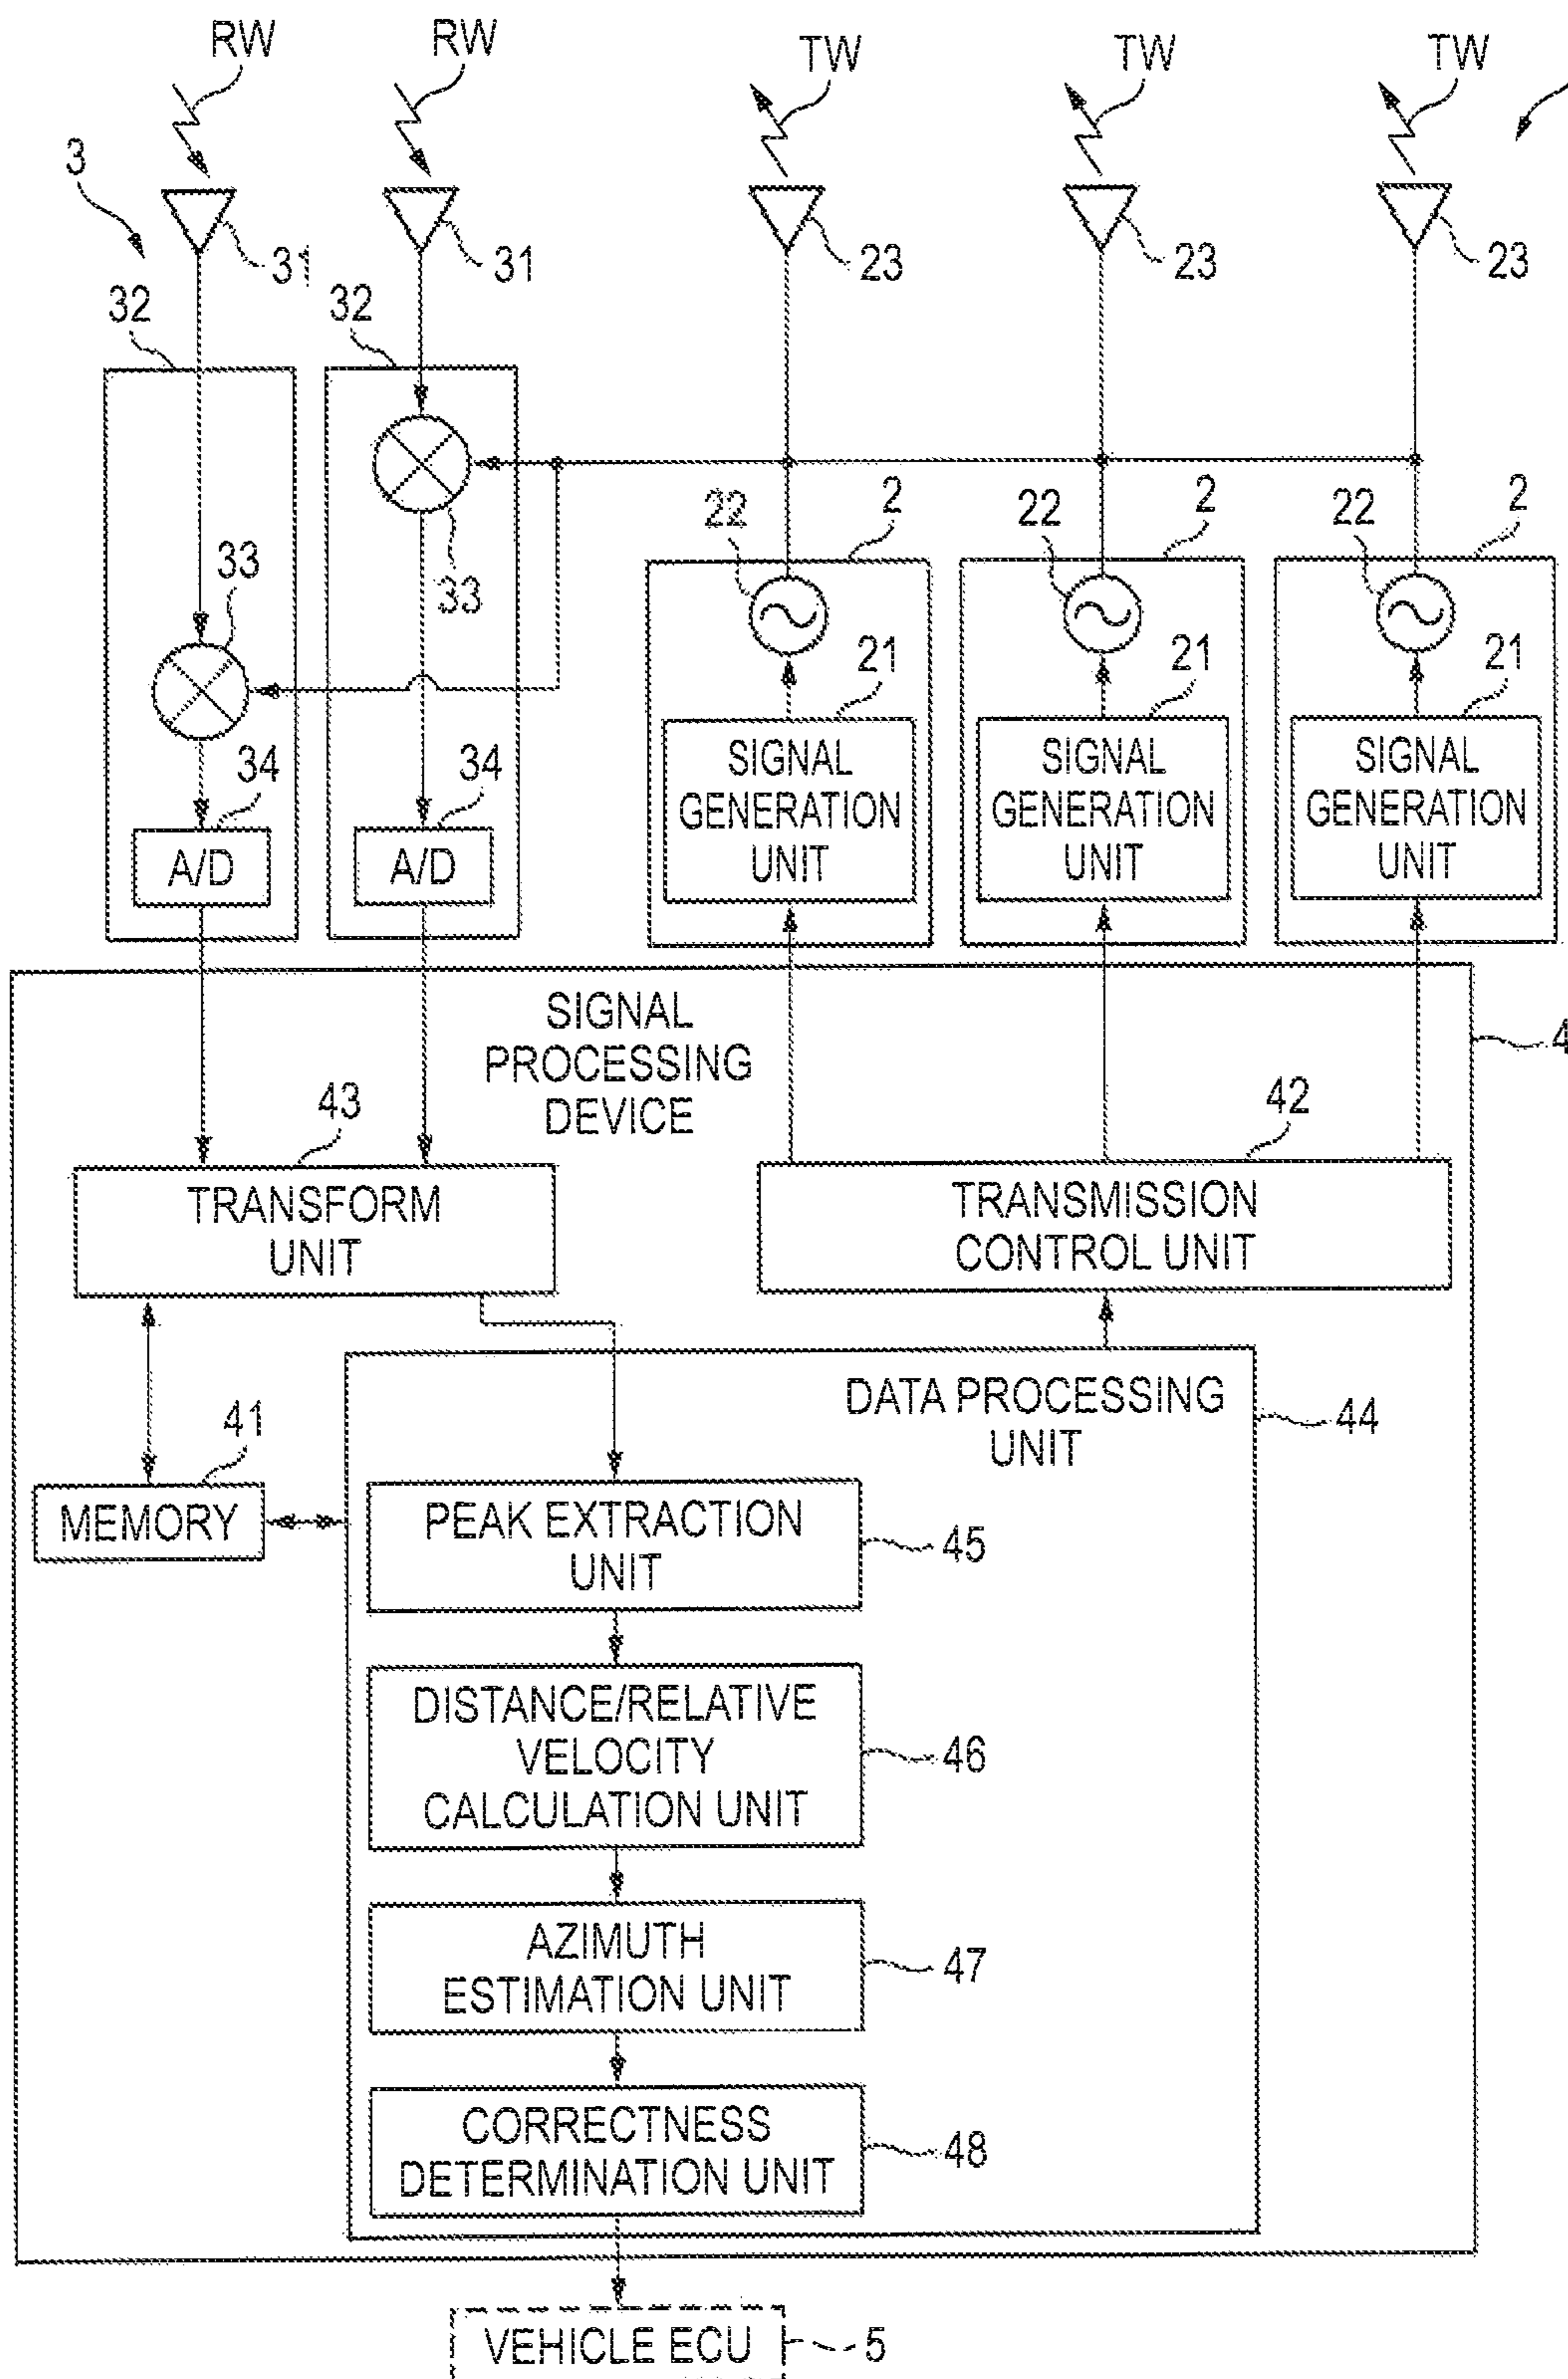 RW
RW
TW
TW
TW
3
31
31
23
23
23
32
32
22
2
22
2
22
2
33
33
21
21
21
34
34
A/D
A/D
SIGNAL
GENERATION
UNIT
SIGNAL
GENERATION
UNIT
SIGNAL
GENERATION
UNIT
SIGNAL
PROCESSING
DEVICE
4
43
42
TRANSFORM
UNIT
TRANSMISSION
CONTROL UNIT
DATA PROCESSING
UNIT
44
41
MEMORY
PEAK EXTRACTION
UNIT
45
DISTANCE/RELATIVE
VELOCITY
CALCULATION UNIT
46
AZIMUTH
ESTIMATION UNIT
47
CORRECTNESS
DETERMINATION UNIT
48
VEHICLE ECU
5